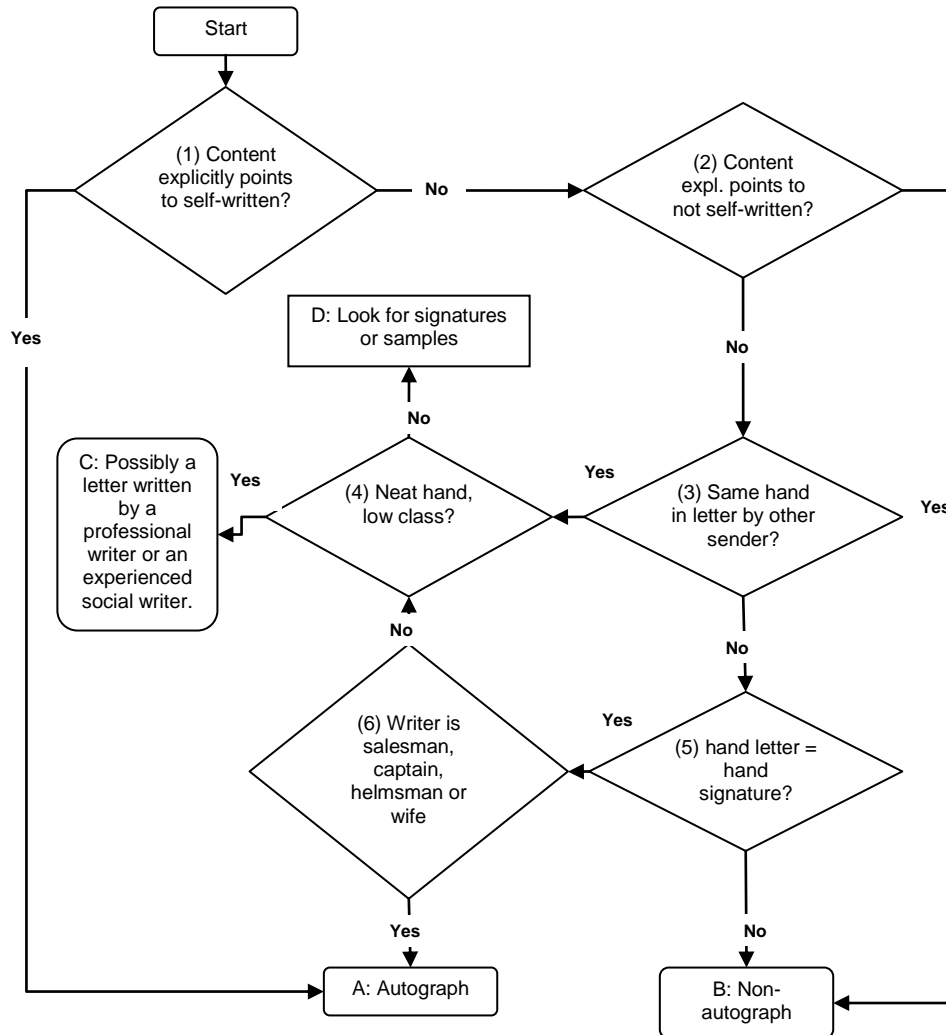 Start
(1) Content
explicitly points
to self-written?
No
(2) Content
expl. points to
not self-written?
Yes
No
D: Look for signatures
or samples
No
C: Possibly a
letter written
by a
professional
writer or an
experienced
social writer.
Yes
(4) Neat hand,
low class?
Yes
(3) Same hand
in letter by other
sender?
Yes
No
No
(6) Writer is
salesman,
captain,
helmsman or
wife
Yes
(5) hand letter =
hand
signature?
Yes
No
A: Autograph
B: Non-
autograph